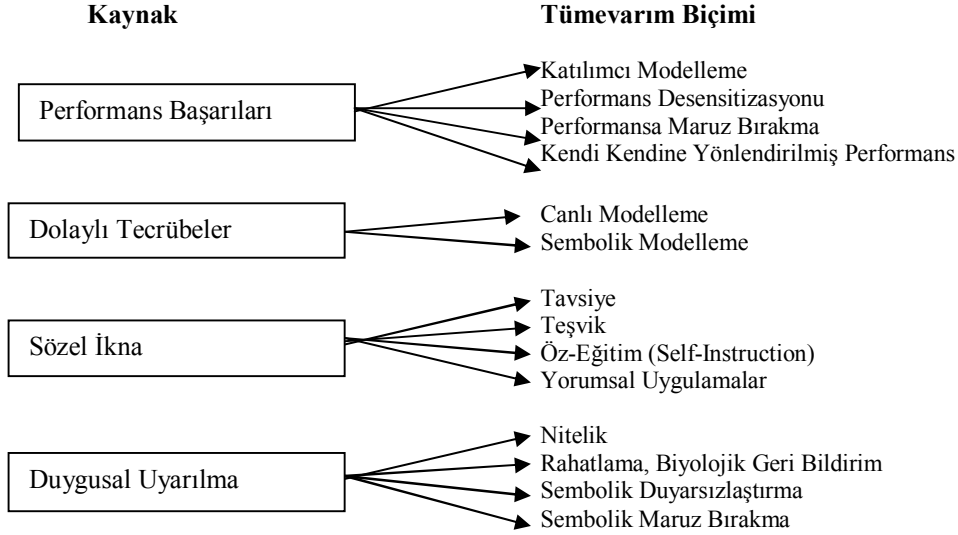 Kaynak
Tümevarım Biçimi
Performans Başarıları
Katılımcı Modelleme
Performans Desensitizasyonu
Performansa Maruz Bırakma
Kendi Kendine Yönlendirilmiş Performans
Dolaylı Tecrübeler
Canlı Modelleme
Sembolik Modelleme
Sözel İkna
Tavsiye
Teşvik
Öz-Eğitim (Self-Instruction)
Yorumsal Uygulamalar
Duygusal Uyarılma
Nitelik
Rahatlama, Biyolojik Geri Bildirim
Sembolik Duyarsızlaştırma
Sembolik Maruz Bırakma